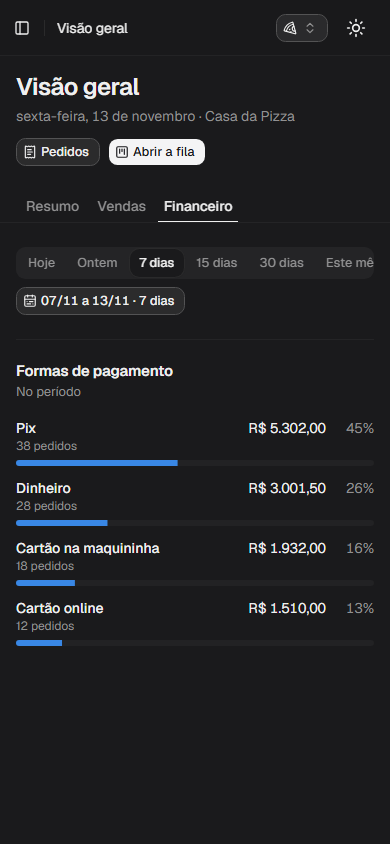 Visão geral
Visão geral
sexta-feira, 13 de novembro · Casa da Pizza
Pedidos Abrir a fila
Resumo Vendas Financeiro
Hoje Ontem 7 dias 15 dias 30 dias Este mê
07/11 a 13/11 · 7 dias
Formas de pagamento
No período
Pix R$ 5.302,00 45%
38 pedidos
Dinheiro R$ 3.001,50 26%
28 pedidos
Cartão na maquininha R$ 1.932,00 16%
18 pedidos
Cartão online R$ 1.510,00 13%
12 pedidos